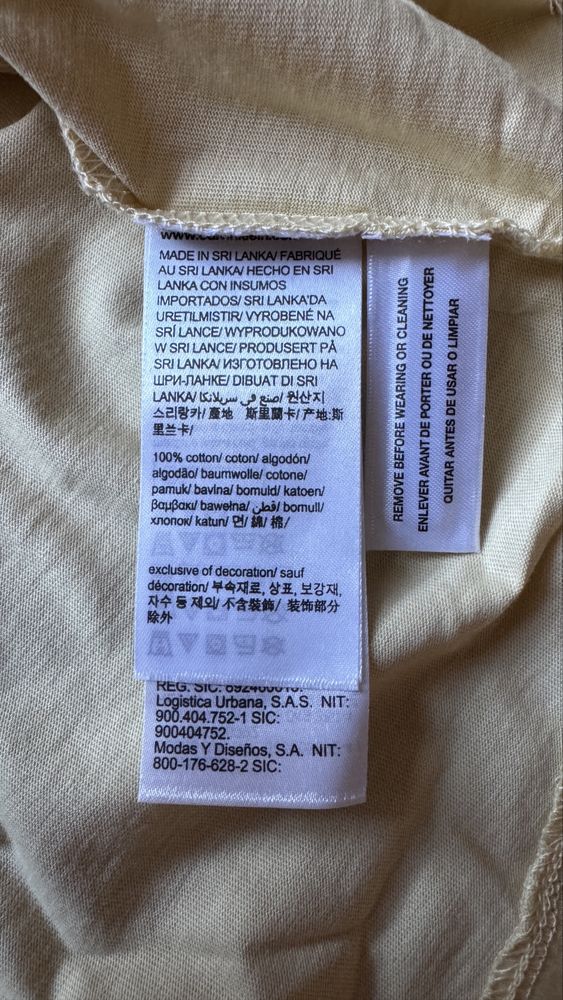 MADE IN SRI LANKA/ FABRIQUÉ
AU SRI LANKA/ HECHO EN SRI
LANKA CON INSUMOS
IMPORTADOS/ SRI LANKA'DA
URETILMISTIR/ VYROBENÉ NA
SRÍ LANCE/ WYPRODUKOWANO
W SRI LANCE/ PRODUSERT PÅ
SRI LANKA/ ИЗГОТОВЛЕНО НА
ШРИ-ЛАНКЕ/ DIBUAT DI SRI
LANKA/ صنع في سريلانكا/ 원산지
스리랑카/ 產地 斯里蘭卡/ 产地:斯
里兰卡/
100% cotton/ coton/ algodón/
algodão/ baumwolle/ cotone/
pamuk/ bavlna/ bomuld/ katoen/
βαμβακι/ bawełna/ قطن/ bomull/
хлопок/ katun/ 면/ 綿/ 棉/
exclusive of decoration/ sauf
décoration/ 부속재료, 상표, 보강재,
자수 등 제외/ 不含裝飾/ 装饰部分
除外
REG. SIC:
Logistica Urbana, S.A.S. NIT:
900.404.752-1 SIC:
900404752.
Modas Y Diseños, S.A. NIT:
800-176-628-2 SIC:
REMOVE BEFORE WEARING OR CLEANING
ENLEVER AVANT DE PORTER OU DE NETTOYER
QUITAR ANTES DE USAR O LIMPIAR